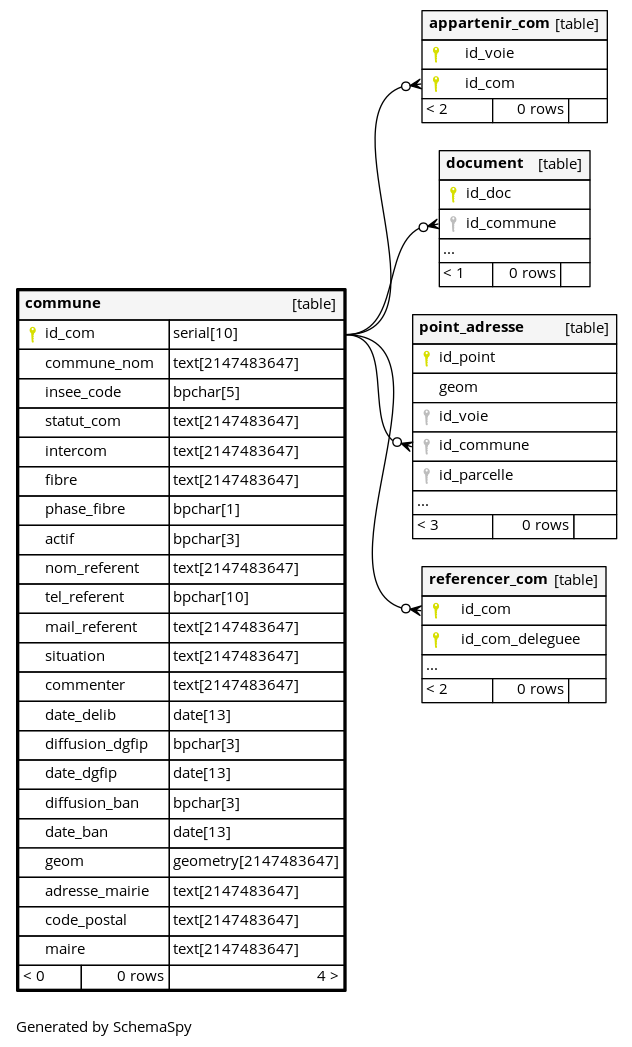 appartenir_com [table]
id_voie
id_com
< 2 0 rows
document [table]
id_doc
id_commune
...
< 1 0 rows
commune [table]
id_com serial[10]
commune_nom text[2147483647]
insee_code bpchar[5]
statut_com text[2147483647]
intercom text[2147483647]
fibre text[2147483647]
phase_fibre bpchar[1]
actif bpchar[3]
nom_referent text[2147483647]
tel_referent bpchar[10]
mail_referent text[2147483647]
situation text[2147483647]
commenter text[2147483647]
date_delib date[13]
diffusion_dgfip bpchar[3]
date_dgfip date[13]
diffusion_ban bpchar[3]
date_ban date[13]
geom geometry[2147483647]
adresse_mairie text[2147483647]
code_postal text[2147483647]
maire text[2147483647]
< 0 0 rows 4 >
point_adresse [table]
id_point
geom
id_voie
id_commune
id_parcelle
...
< 3 0 rows
referencer_com [table]
id_com
id_com_deleguee
...
< 2 0 rows
Generated by SchemaSpy